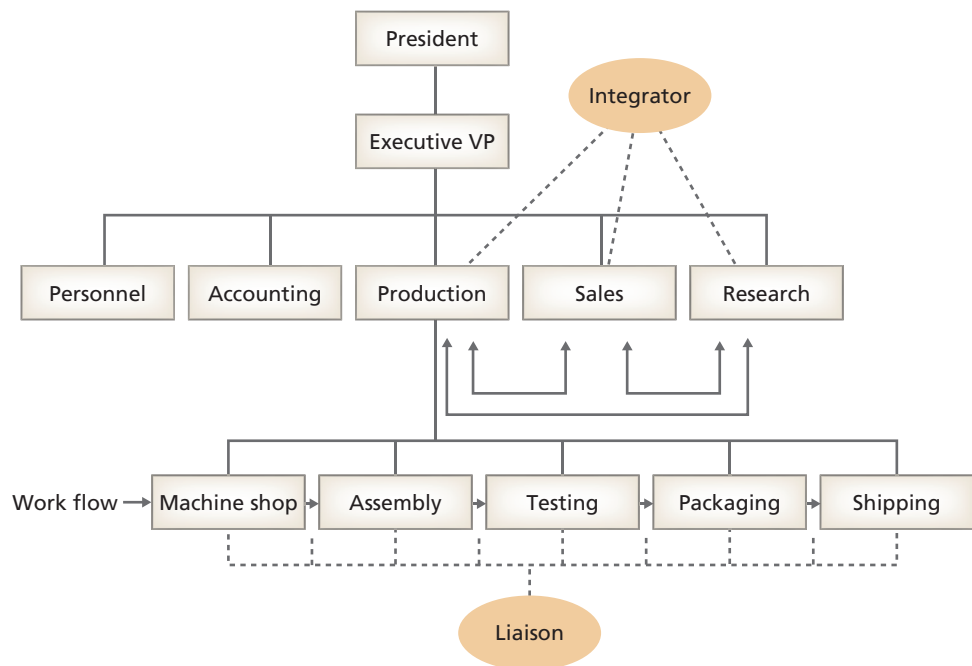 President
Integrator
Executive VP
Personnel
Accounting
Production
Sales
Research
Work flow
Machine shop
Assembly
Testing
Packaging
Shipping
Liaison